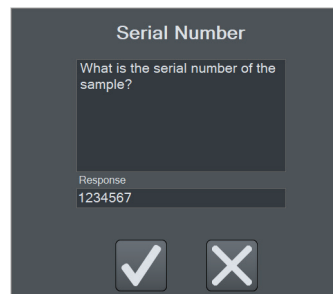 Serial Number
What is the serial number of the
sample?
Response
1234567